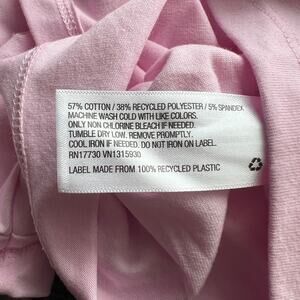 57% COTTON / 38% RECYCLED POLYESTER / 5% SPANDEX
MACHINE WASH COLD WITH LIKE COLORS.
ONLY NON CHLORINE BLEACH IF NEEDED.
TUMBLE DRY LOW. REMOVE PROMPTLY.
COOL IRON IF NEEDED. DO NOT IRON ON LABEL.
RN17730 VN1315930
LABEL MADE FROM 100% RECYCLED PLASTIC